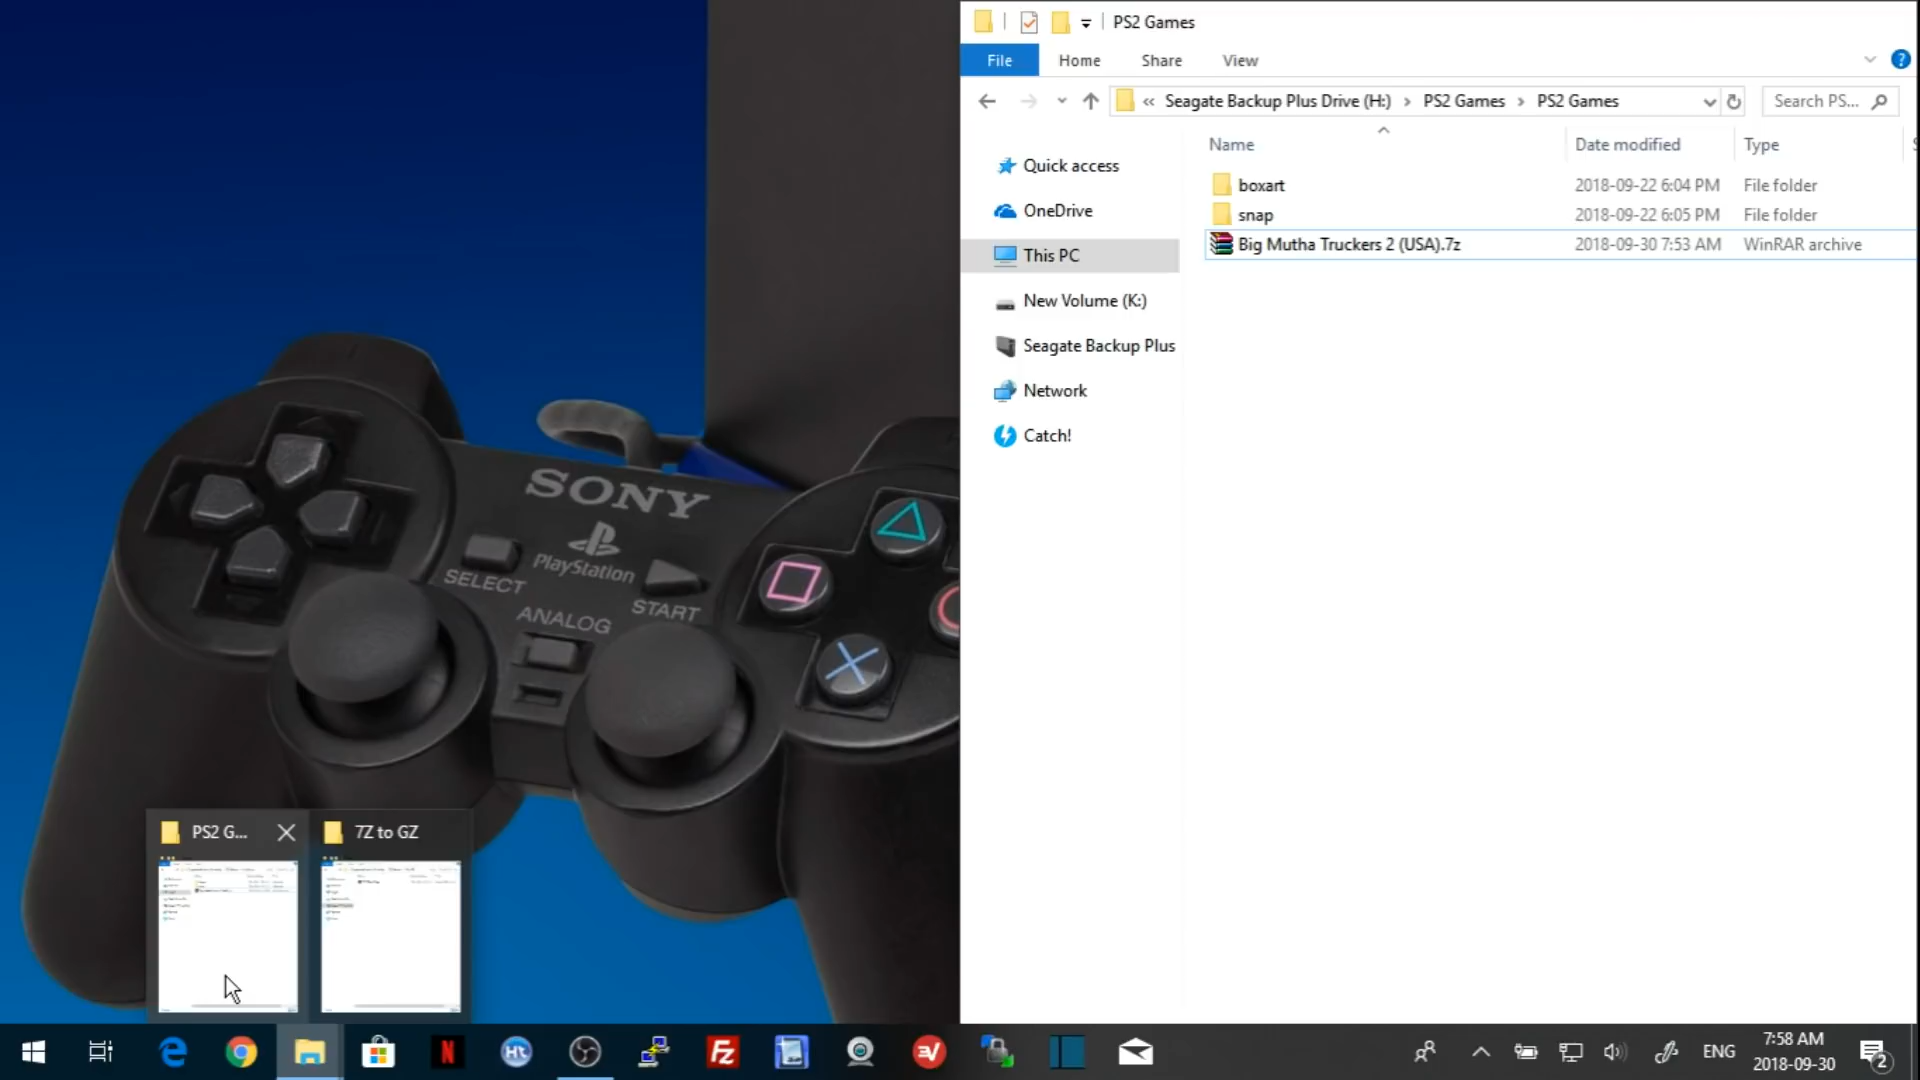 PS2 Games
File Home Share View
« Seagate Backup Plus Drive (H:) › PS2 Games › PS2 Games
Search PS...
Name Date modified Type
boxart 2018-09-22 6:04 PM File folder
snap 2018-09-22 6:05 PM File folder
Big Mutha Truckers 2 (USA).7z 2018-09-30 7:53 AM WinRAR archive
Quick access
OneDrive
This PC
New Volume (K:)
Seagate Backup Plus
Network
Catch!
SONY
PlayStation
SELECT
START
ANALOG
PS2 G...
7Z to GZ
N
HC
FZ
ENG
7:58 AM
2018-09-30
2